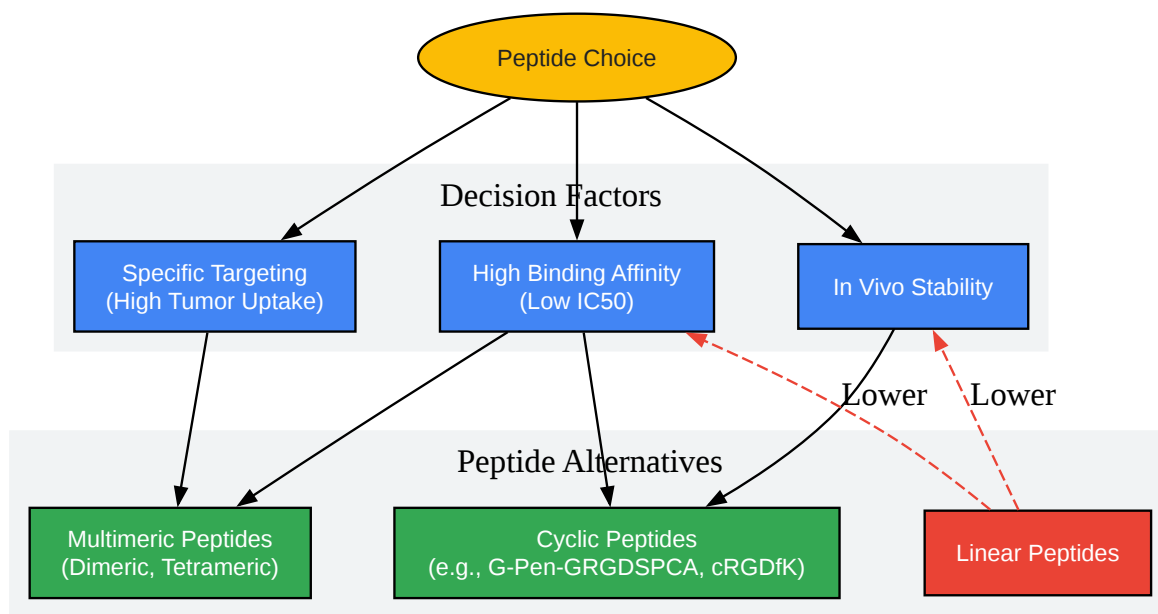 Peptide Choice
Decision Factors
Specific Targeting
(High Tumor Uptake)
High Binding Affinity
(Low IC50)
In Vivo Stability
Lower
Lower
Peptide Alternatives
Multimeric Peptides
(Dimeric, Tetrameric)
Cyclic Peptides
(e.g., G-Pen-GRGDSPCA, cRGDfK)
Linear Peptides